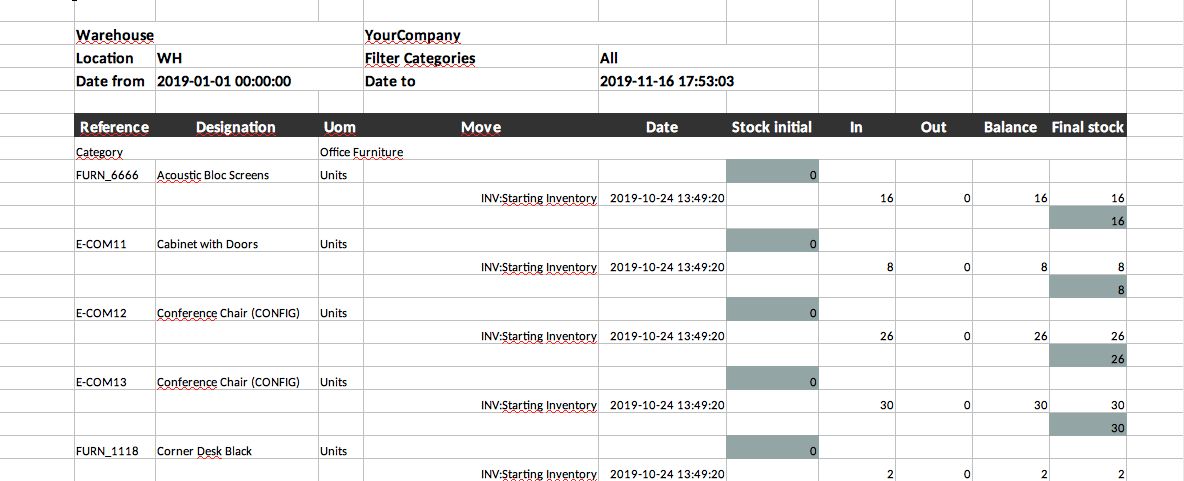 Warehouse YourCompany
Location WH Filter Categories All
Date from 2019-01-01 00:00:00 Date to 2019-11-16 17:53:03
Reference Designation Uom Move Date Stock initial In Out Balance Final stock
Category Office Furniture
FURN_6666 Acoustic Bloc Screens Units 0
INV:Starting Inventory 2019-10-24 13:49:20 16 0 16 16
16
E-COM11 Cabinet with Doors Units 0
INV:Starting Inventory 2019-10-24 13:49:20 8 0 8 8
8
E-COM12 Conference Chair (CONFIG) Units 0
INV:Starting Inventory 2019-10-24 13:49:20 26 0 26 26
26
E-COM13 Conference Chair (CONFIG) Units 0
INV:Starting Inventory 2019-10-24 13:49:20 30 0 30 30
30
FURN_1118 Corner Desk Black Units 0
INV:Starting Inventory 2019-10-24 13:49:20 2 0 2 2